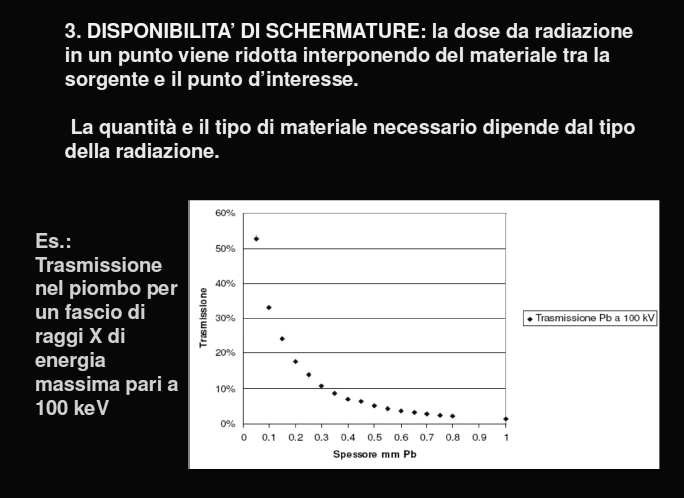 3. DISPONIBILITA' DI SCHERMATURE: la dose da radiazione
in un punto viene ridotta interponendo del materiale tra la
sorgente e il punto d'interesse.
La quantità e il tipo di materiale necessario dipende dal tipo
della radiazione.
Es.:
Trasmissione
nel piombo per
un fascio di
raggi X di
energia
massima pari a
100 keV
Trasmissione
60%
50%
40%
30%
20%
10%
0%
0 0.1 0.2 0.3 0.4 0.5 0.6 0.7 0.8 0.9 1
Spessore mm Pb
Trasmissione Pb a 100 kV